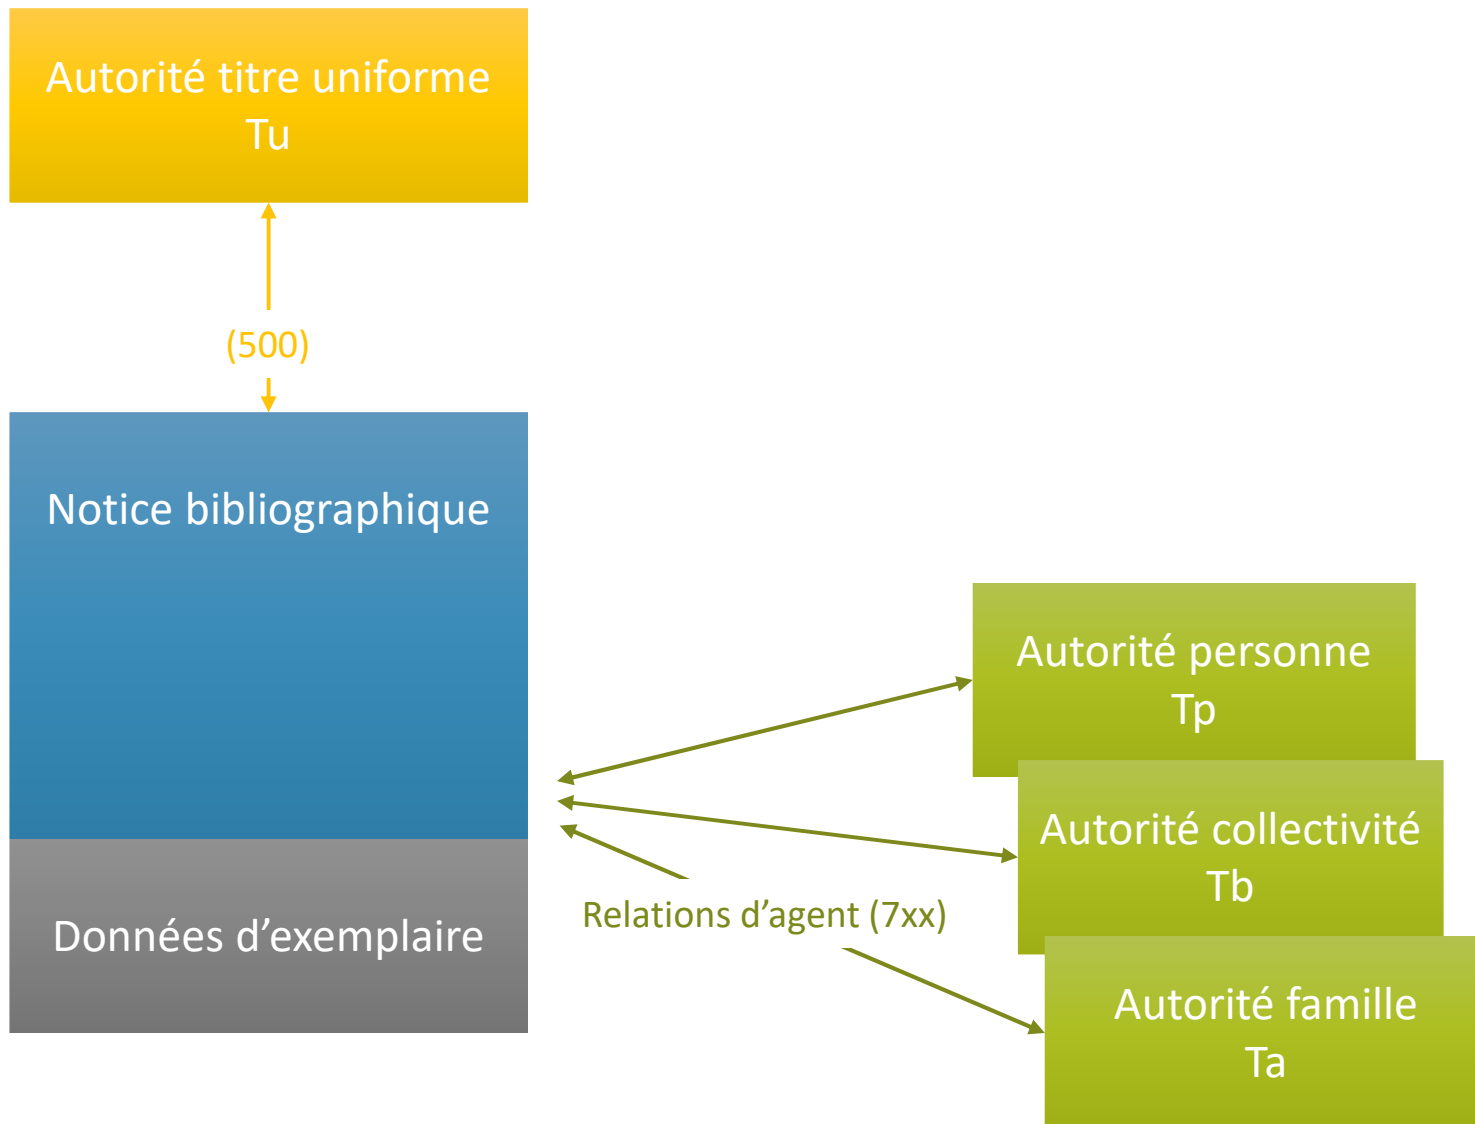 Autorité titre uniforme
Tu
(500)
Notice bibliographique
Données d’exemplaire
Autorité personne
Tp
Autorité collectivité
Tb
Relations d’agent (7xx)
Autorité famille
Ta